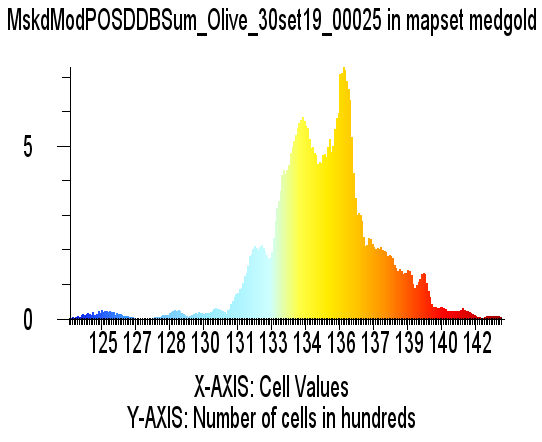 MskdModPOSDDBSum_Olive_30set19_00025 in mapset medgold
5
0
125 127 128 130 131 133 134 136 137 139 140 142
X-AXIS: Cell Values
Y-AXIS: Number of cells in hundreds